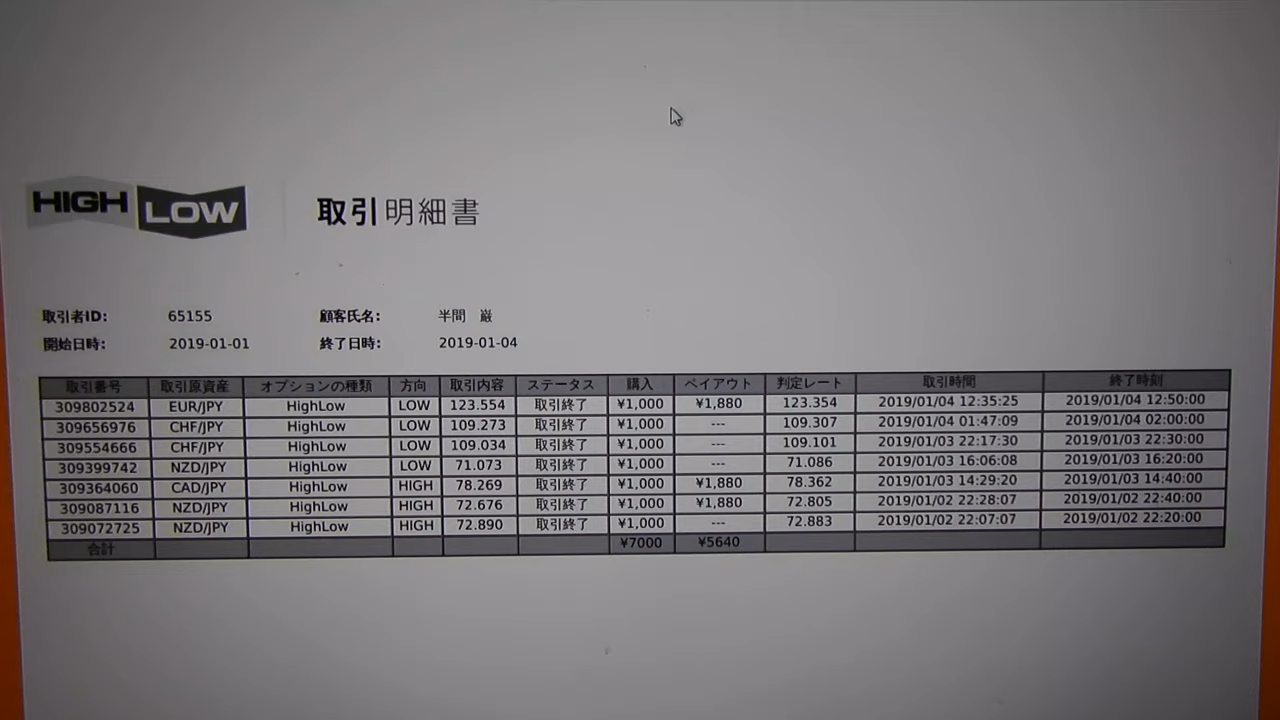 HIGH LOW 取引明細書
取引者ID: 65155 顧客氏名: 半間 巌
開始日時: 2019-01-01 終了日時: 2019-01-04
取引番号 取引原資産 オプションの種類 方向 取引内容 ステータス 購入 ペイアウト 判定レート 取引時間 終了時刻
309802524 EUR/JPY HighLow LOW 123.554 取引終了 ¥1,000 ¥1,880 123.354 2019/01/04 12:35:25 2019/01/04 12:50:00
309656976 CHF/JPY HighLow LOW 109.273 取引終了 ¥1,000 --- 109.307 2019/01/04 01:47:09 2019/01/04 02:00:00
309554666 CHF/JPY HighLow LOW 109.034 取引終了 ¥1,000 --- 109.101 2019/01/03 22:17:30 2019/01/03 22:30:00
309399742 NZD/JPY HighLow LOW 71.073 取引終了 ¥1,000 --- 71.086 2019/01/03 16:06:08 2019/01/03 16:20:00
309364060 CAD/JPY HighLow HIGH 78.269 取引終了 ¥1,000 ¥1,880 78.362 2019/01/03 14:29:20 2019/01/03 14:40:00
309087116 NZD/JPY HighLow HIGH 72.676 取引終了 ¥1,000 ¥1,880 72.805 2019/01/02 22:28:07 2019/01/02 22:40:00
309072725 NZD/JPY HighLow HIGH 72.890 取引終了 ¥1,000 --- 72.883 2019/01/02 22:07:07 2019/01/02 22:20:00
合計 ¥7000 ¥5640